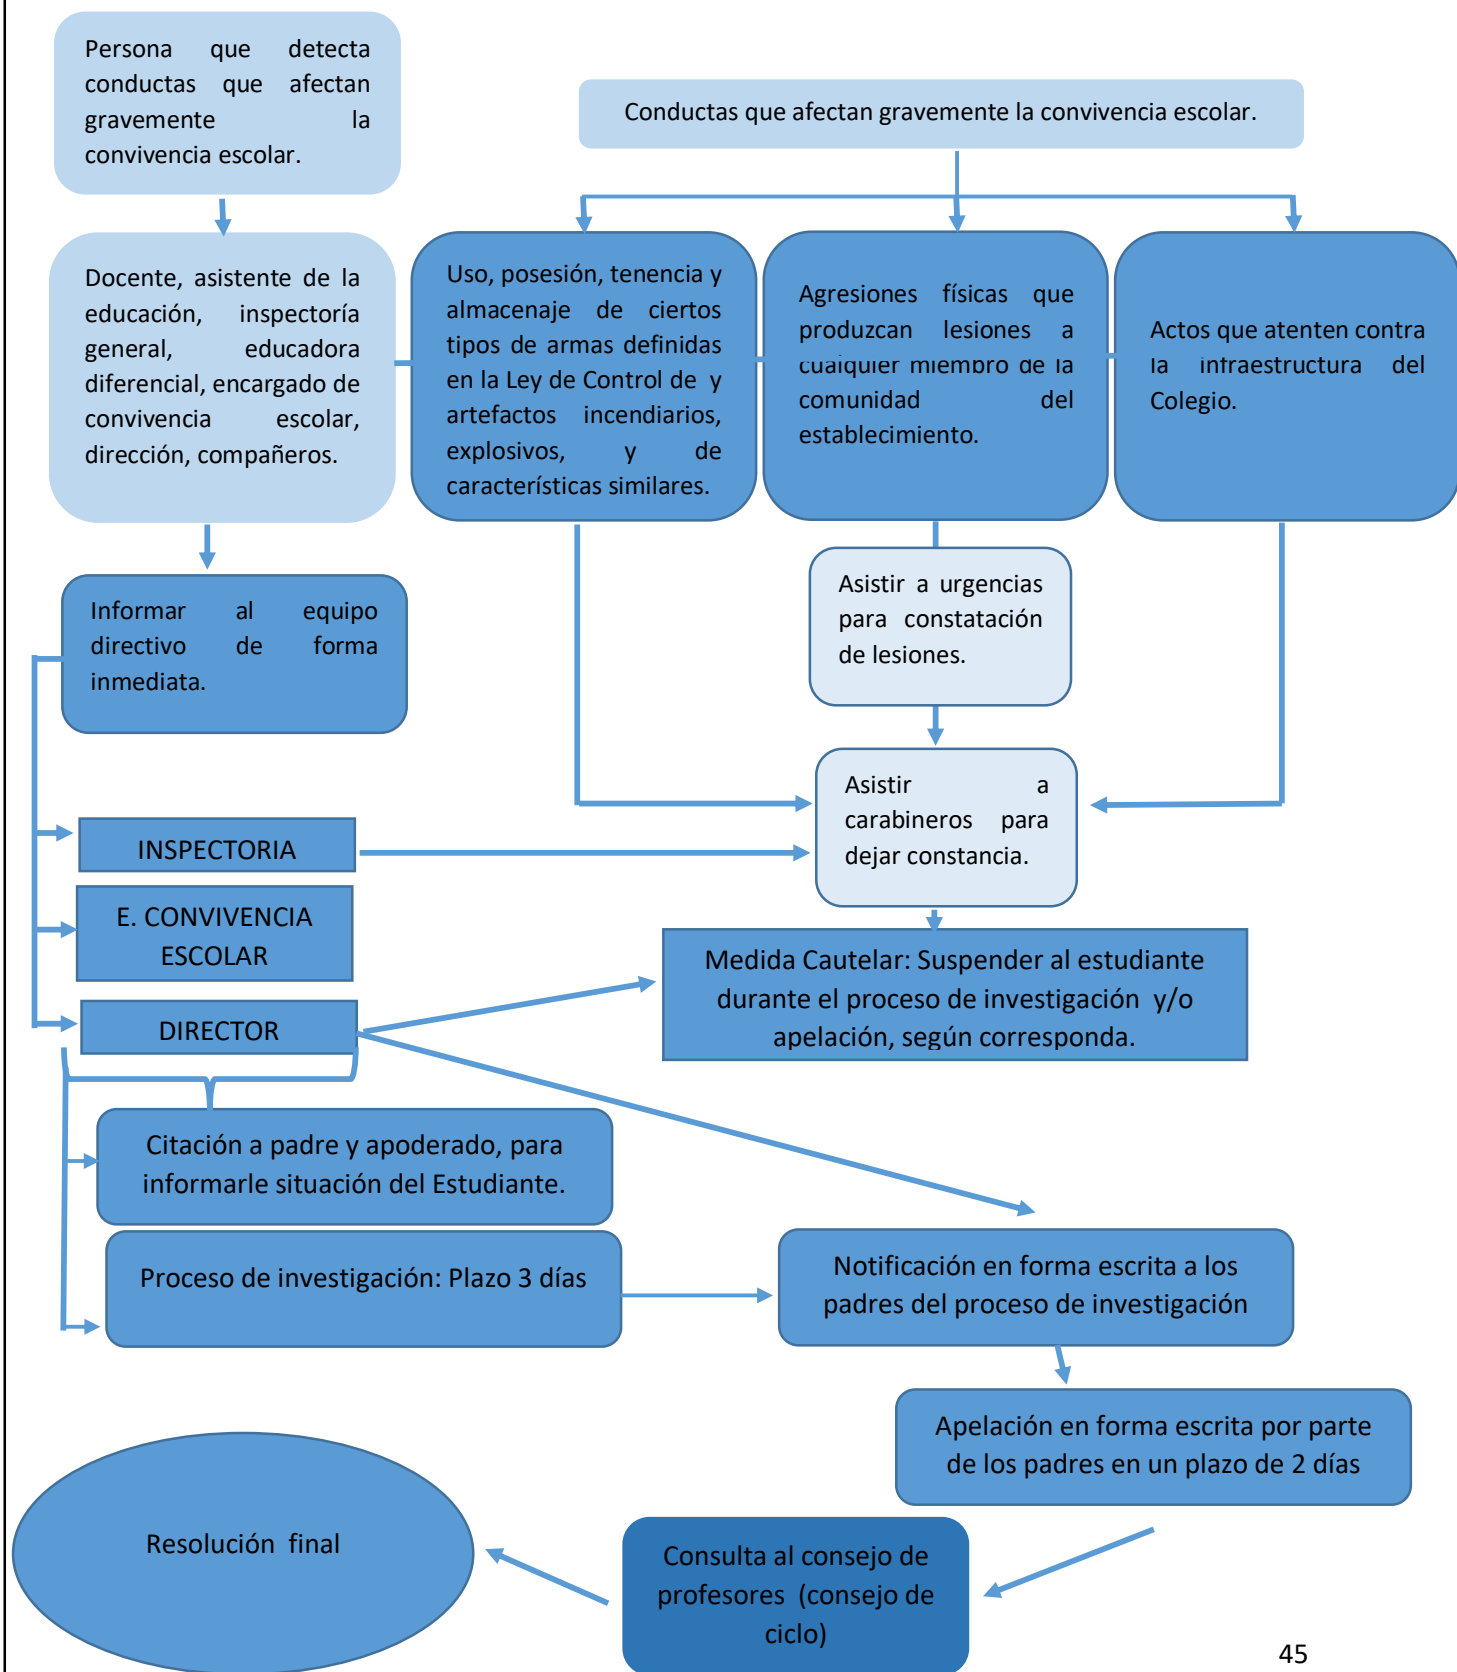 Persona que detecta
conductas que afectan
gravemente la
convivencia escolar.
Conductas que afectan gravemente la convivencia escolar.
Docente, asistente de la
educación, inspectoría
general, educadora
diferencial, encargado de
convivencia escolar,
dirección, compañeros.
Uso, posesión, tenencia y
almacenaje de ciertos
tipos de armas definidas
en la Ley de Control de y
artefactos incendiarios,
explosivos, y de
características similares.
Agresiones físicas que
produzcan lesiones a
cualquier miembro de la
comunidad del
establecimiento.
Actos que atenten contra
la infraestructura del
Colegio.
Informar al equipo
directivo de forma
inmediata.
Asistir a urgencias
para constatación
de lesiones.
Asistir a
carabineros para
dejar constancia.
INSPECTORIA
E. CONVIVENCIA
ESCOLAR
DIRECTOR
Medida Cautelar: Suspender al estudiante
durante el proceso de investigación y/o
apelación, según corresponda.
Citación a padre y apoderado, para
informarle situación del Estudiante.
Proceso de investigación: Plazo 3 días
Notificación en forma escrita a los
padres del proceso de investigación
Apelación en forma escrita por parte
de los padres en un plazo de 2 días
Consulta al consejo de
profesores (consejo de
ciclo)
Resolución final
45